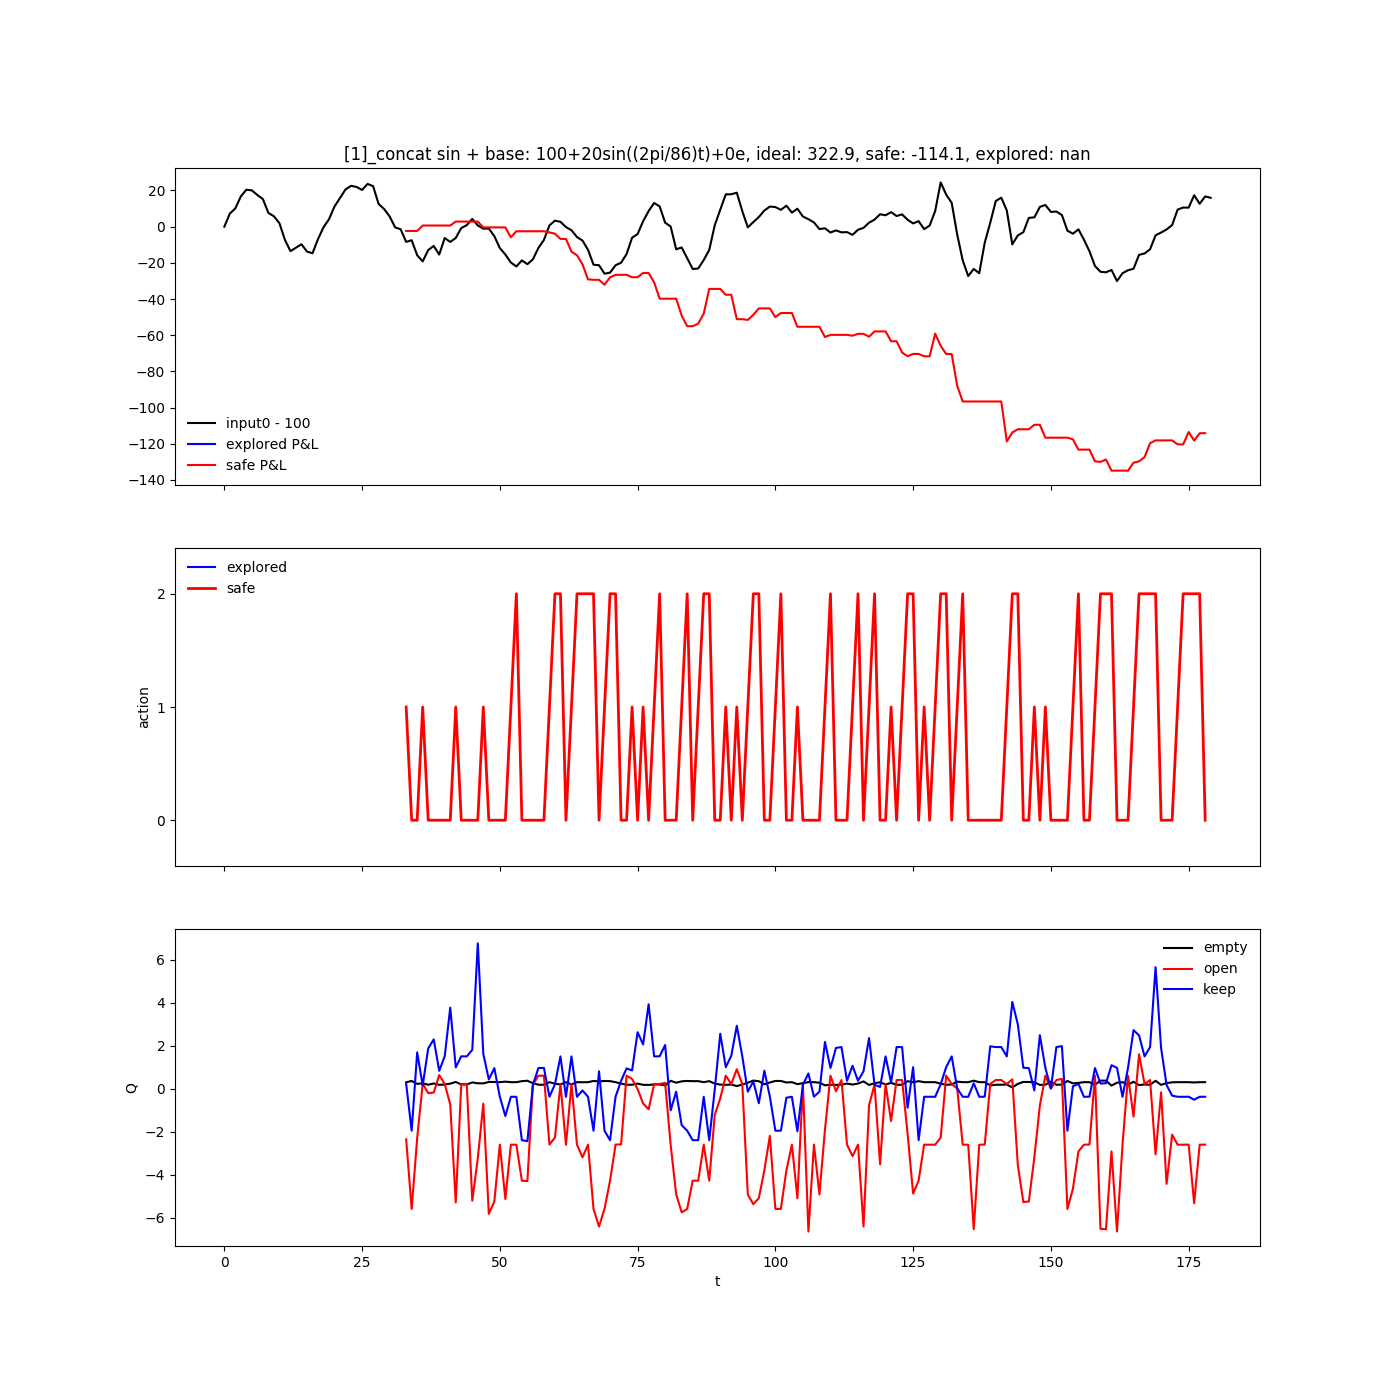 [1]_concat sin + base: 100+20sin((2pi/86)t)+0e, ideal: 322.9, safe: -114.1, explored: nan
20
0
−20
−40
−60
−80
−100
−120
−140
input0 - 100
explored P&L
safe P&L
explored
safe
2
1
0
action
empty
open
keep
6
4
2
0
−2
−4
−6
Q
0
25
50
75
100
125
150
175
t